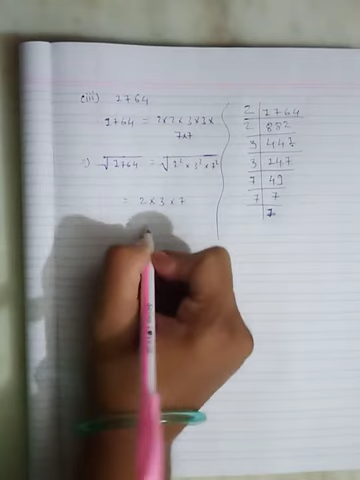 (iii) 1764
1764 = 2×2×3×3×
7×7
⇒ √1764 = √2² × 3² × 7²
= 2 × 3 × 7
2 | 1764
2 | 882
3 | 441
3 | 147
7 | 49
7 | 7
1